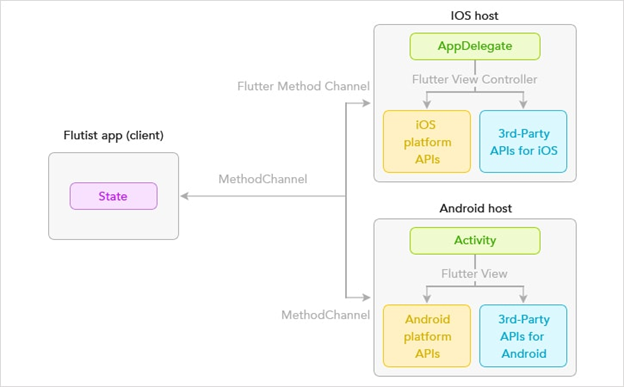 IOS host
AppDelegate
Flutter Method Channel
Flutter View Controller
iOS
platform
APIs
3rd-Party
APIs for iOS
Flutist app (client)
State
MethodChannel
Android host
Activity
Flutter View
MethodChannel
Android
platform
APIs
3rd-Party
APIs for
Android